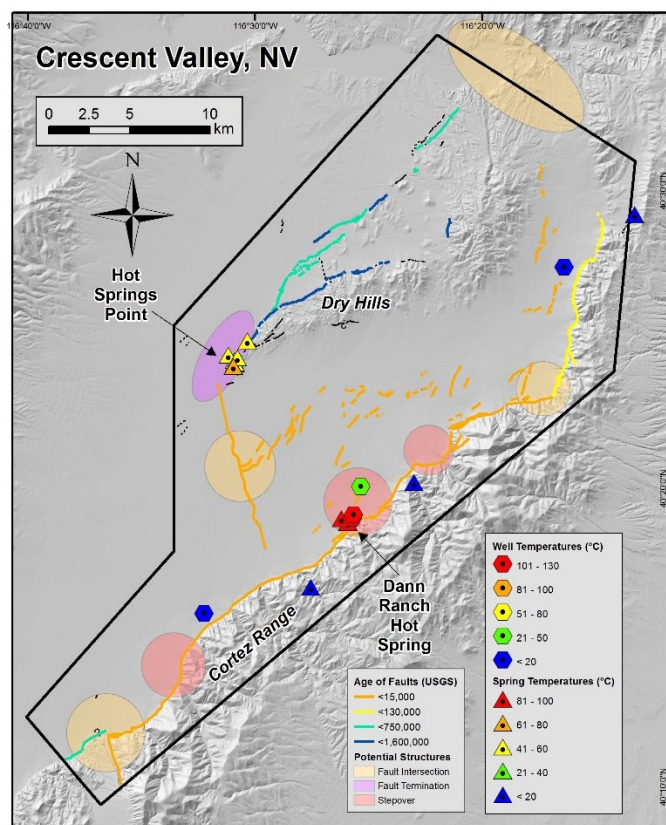 116°40'W 116°30'W 116°20'W
Crescent Valley, NV
0 2.5 5 10
km
N
40°30'0"N
Hot
Springs
Point
Dry Hills
40°20'0"N
Dann
Ranch
Hot
Spring
Cortez Range
40°10'0"N
Well Temperatures (°C)
101 - 130
81 - 100
51 - 80
21 - 50
< 20
Spring Temperatures (°C)
81 - 100
61 - 80
41 - 60
21 - 40
< 20
Age of Faults (USGS)
<15,000
<130,000
<750,000
<1,600,000
Potential Structures
Fault Intersection
Fault Termination
Stepover